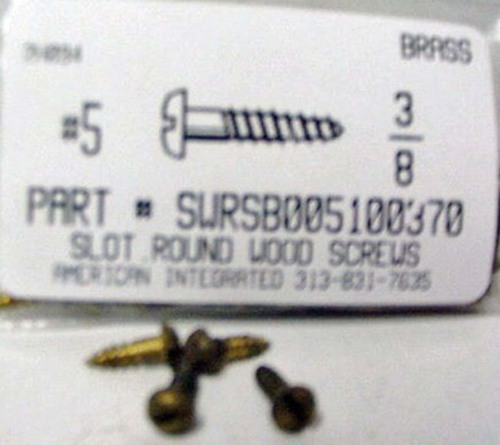 BRASS
#5
3
8
PART # SWRSB005100370
SLOT ROUND WOOD SCREWS
AMERICAN INTEGRATED 313-831-7635